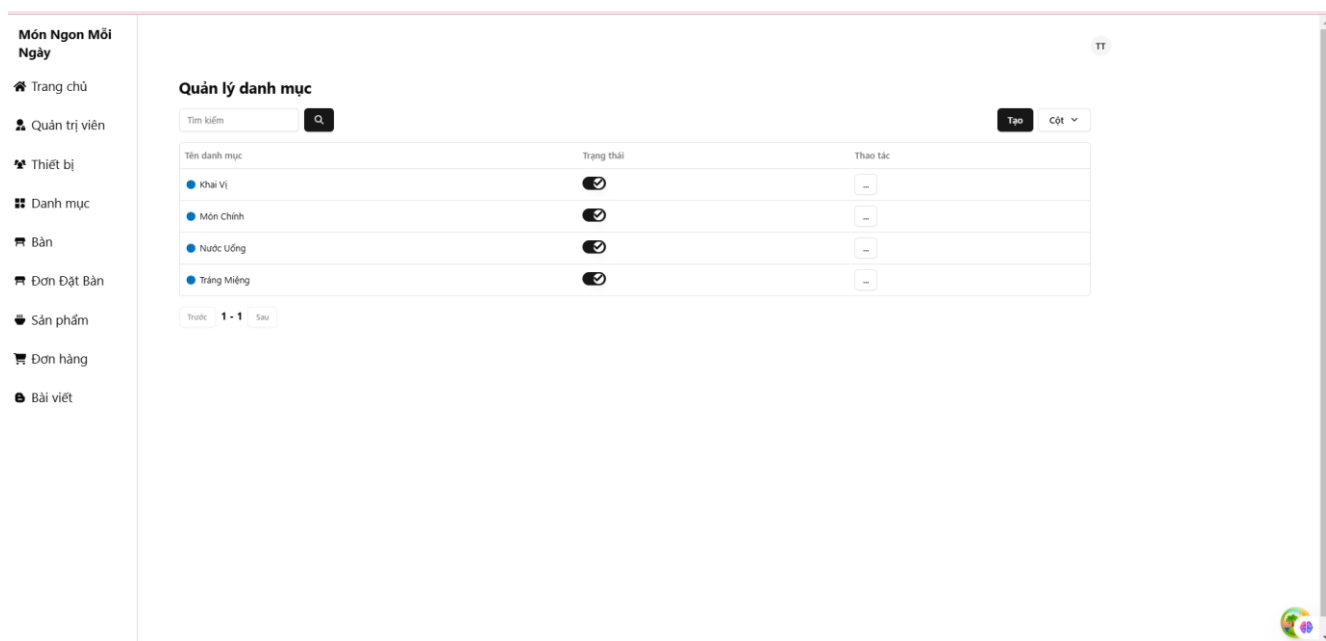 Món Ngon Mỗi
Ngày
TT
Trang chủ
Quản trị viên
Thiết bị
Danh mục
Bàn
Đơn Đặt Bàn
Sản phẩm
Đơn hàng
Bài viết
Quản lý danh mục
Tìm kiếm
Tạo Cột
Tên danh mục Trạng thái Thao tác
Khai Vị ...
Món Chính ...
Nước Uống ...
Tráng Miệng ...
Trước 1 - 1 Sau